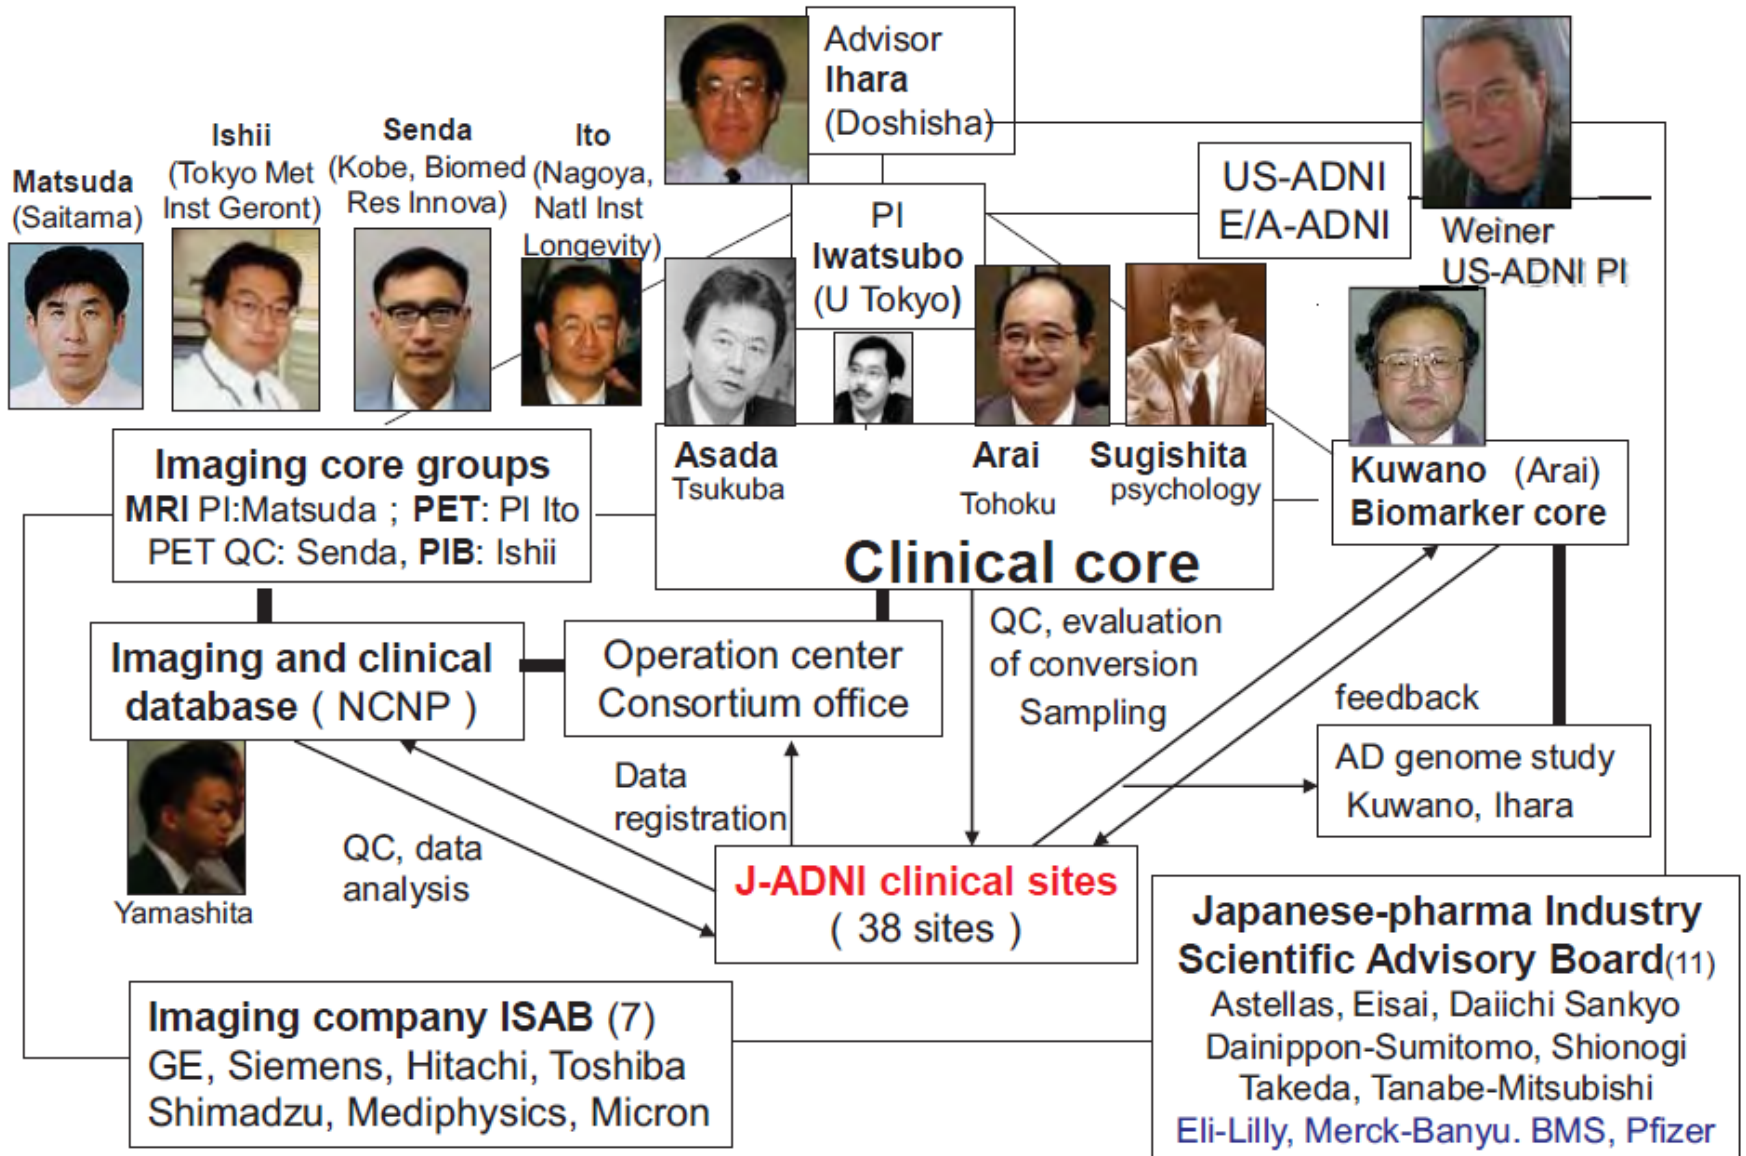 Advisor
Ihara
(Doshisha)
Ishii
(Tokyo Met
Inst Geront)
Senda
(Kobe, Biomed
Res Innova)
Ito
(Nagoya,
Natl Inst
Longevity)
Matsuda
(Saitama)
PI
Iwatsubo
(U Tokyo)
US-ADNI
E/A-ADNI
Weiner
US-ADNI PI
Imaging core groups
MRI PI:Matsuda ; PET: PI Ito
PET QC: Senda, PIB: Ishii
Asada
Tsukuba
Arai
Tohoku
Sugishita
psychology
Clinical core
Kuwano (Arai)
Biomarker core
Imaging and clinical
database ( NCNP )
Operation center
Consortium office
QC, evaluation
of conversion
Sampling
feedback
AD genome study
Kuwano, Ihara
Data
registration
QC, data
analysis
Yamashita
J-ADNI clinical sites
( 38 sites )
Imaging company ISAB (7)
GE, Siemens, Hitachi, Toshiba
Shimadzu, Mediphysics, Micron
Japanese-pharma Industry
Scientific Advisory Board(11)
Astellas, Eisai, Daiichi Sankyo
Dainippon-Sumitomo, Shionogi
Takeda, Tanabe-Mitsubishi
Eli-Lilly, Merck-Banyu. BMS, Pfizer